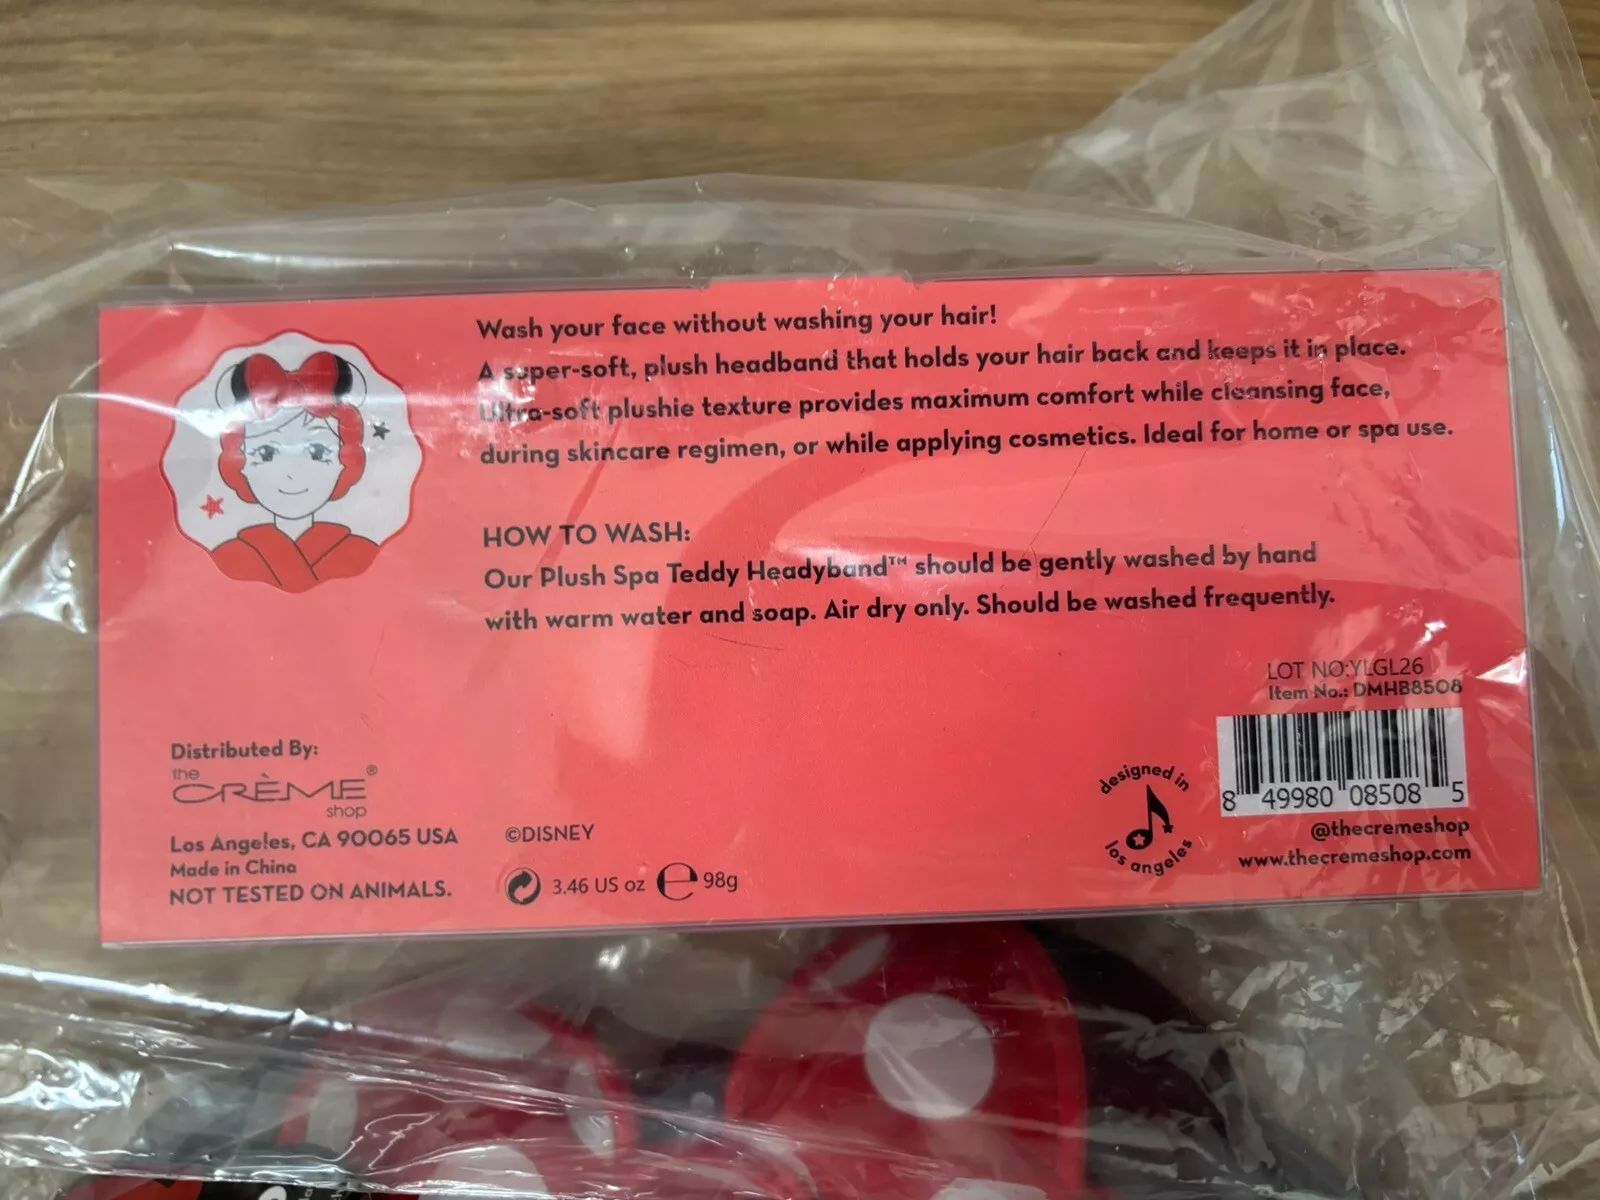 Wash your face without washing your hair!
A super-soft, plush headband that holds your hair back and keeps it in place.
Ultra-soft plushie texture provides maximum comfort while cleansing face,
during skincare regimen, or while applying cosmetics. Ideal for home or spa use.
HOW TO WASH:
Our Plush Spa Teddy Headyband™ should be gently washed by hand
with warm water and soap. Air dry only. Should be washed frequently.
LOT NO:YLGL26
Item No.: DMHB8508
8 49980 08508 5
@thecremeshop
www.thecremeshop.com
designed in
los angeles
Distributed By:
the
CRÈME®
shop
Los Angeles, CA 90065 USA
Made in China
NOT TESTED ON ANIMALS.
©DISNEY
3.46 US oz ℮ 98g